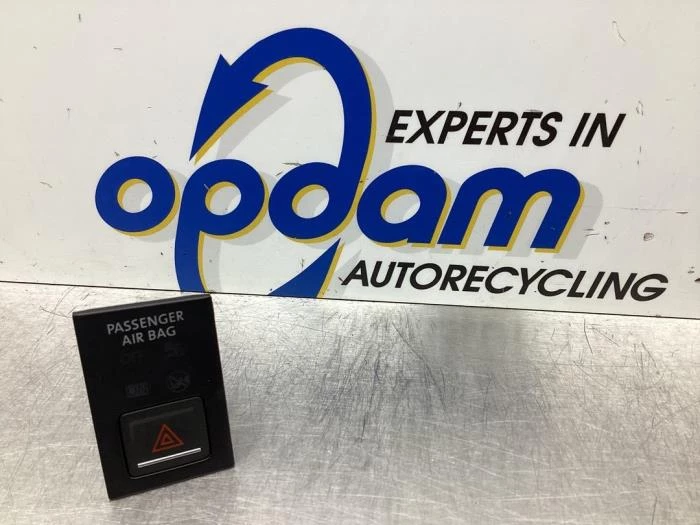 EXPERTS IN
opdam
AUTORECYCLING
PASSENGER
AIR BAG
OFF